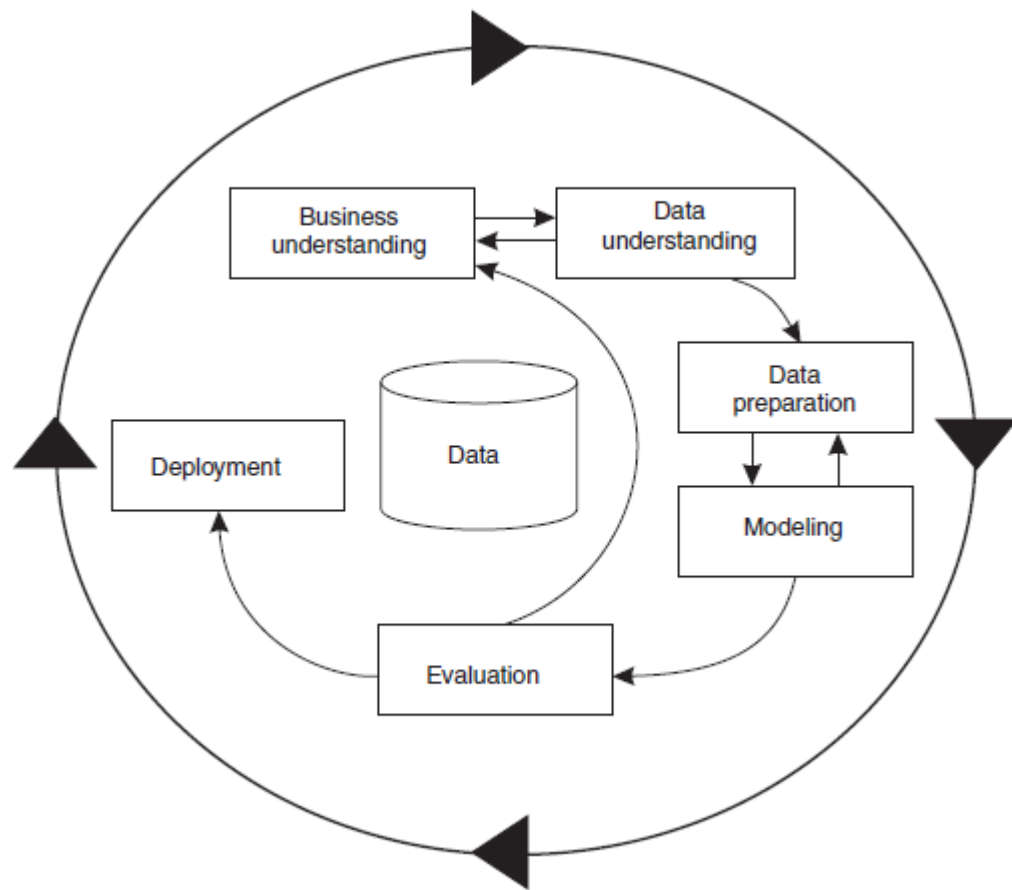 Business
understanding
Data
understanding
Data
preparation
Deployment
Data
Modeling
Evaluation